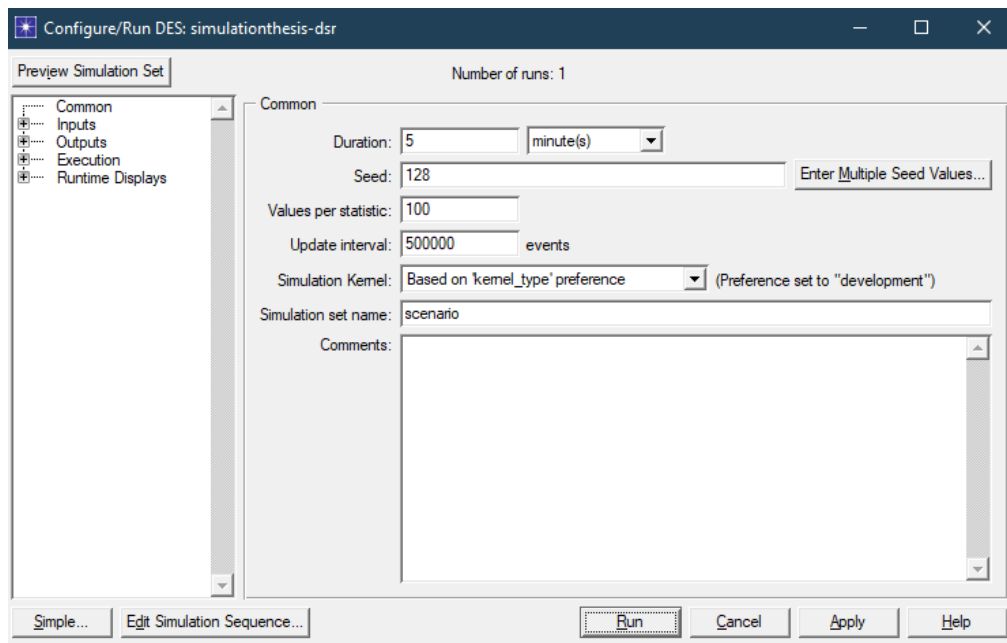 Configure/Run DES: simulationthesis-dsr
Preview Simulation Set
Number of runs: 1
Common
Inputs
Outputs
Execution
Runtime Displays
Common
Duration: 5 minute(s)
Seed: 128 Enter Multiple Seed Values...
Values per statistic: 100
Update interval: 500000 events
Simulation Kernel: Based on 'kernel_type' preference (Preference set to "development")
Simulation set name: scenario
Comments:
Simple... Edit Simulation Sequence... Run Cancel Apply Help